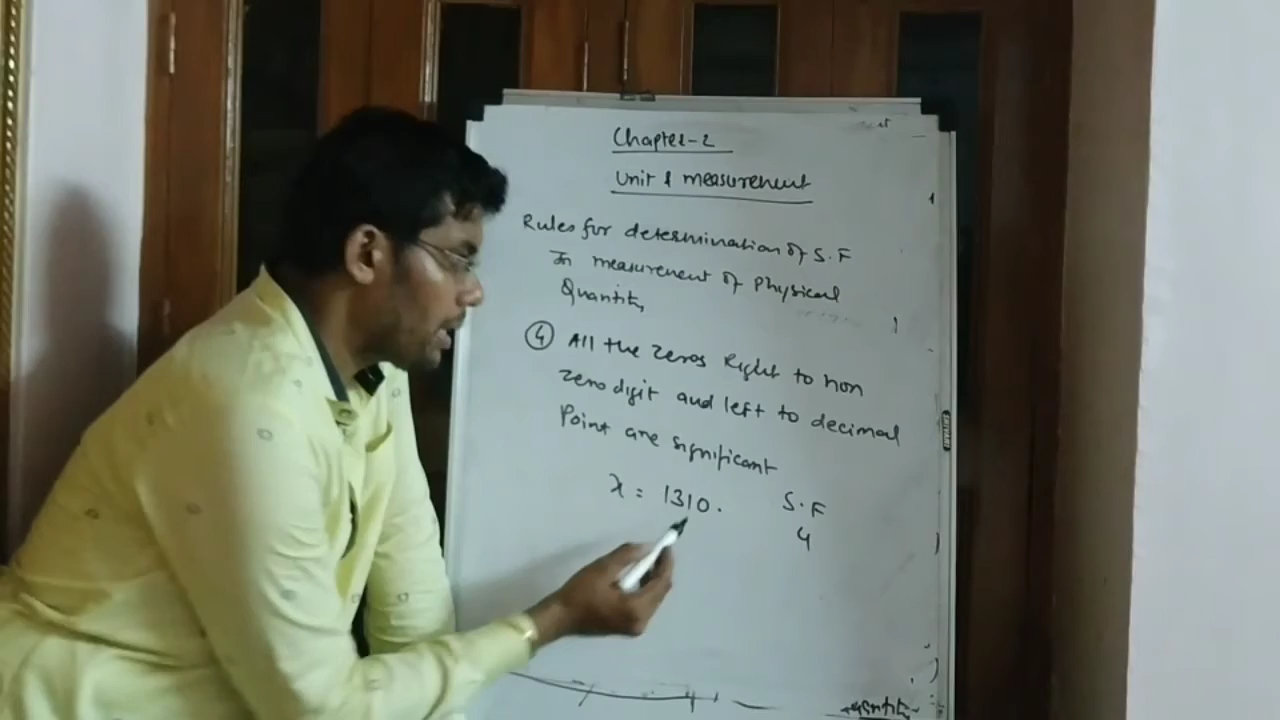 Chapter-2
Unit & measurement
Rules for determination of S.F
In measurement of Physical
Quantity
④ All the zeros Right to non
zero digit and left to decimal
Point are significant
x = 1310. S.F
4